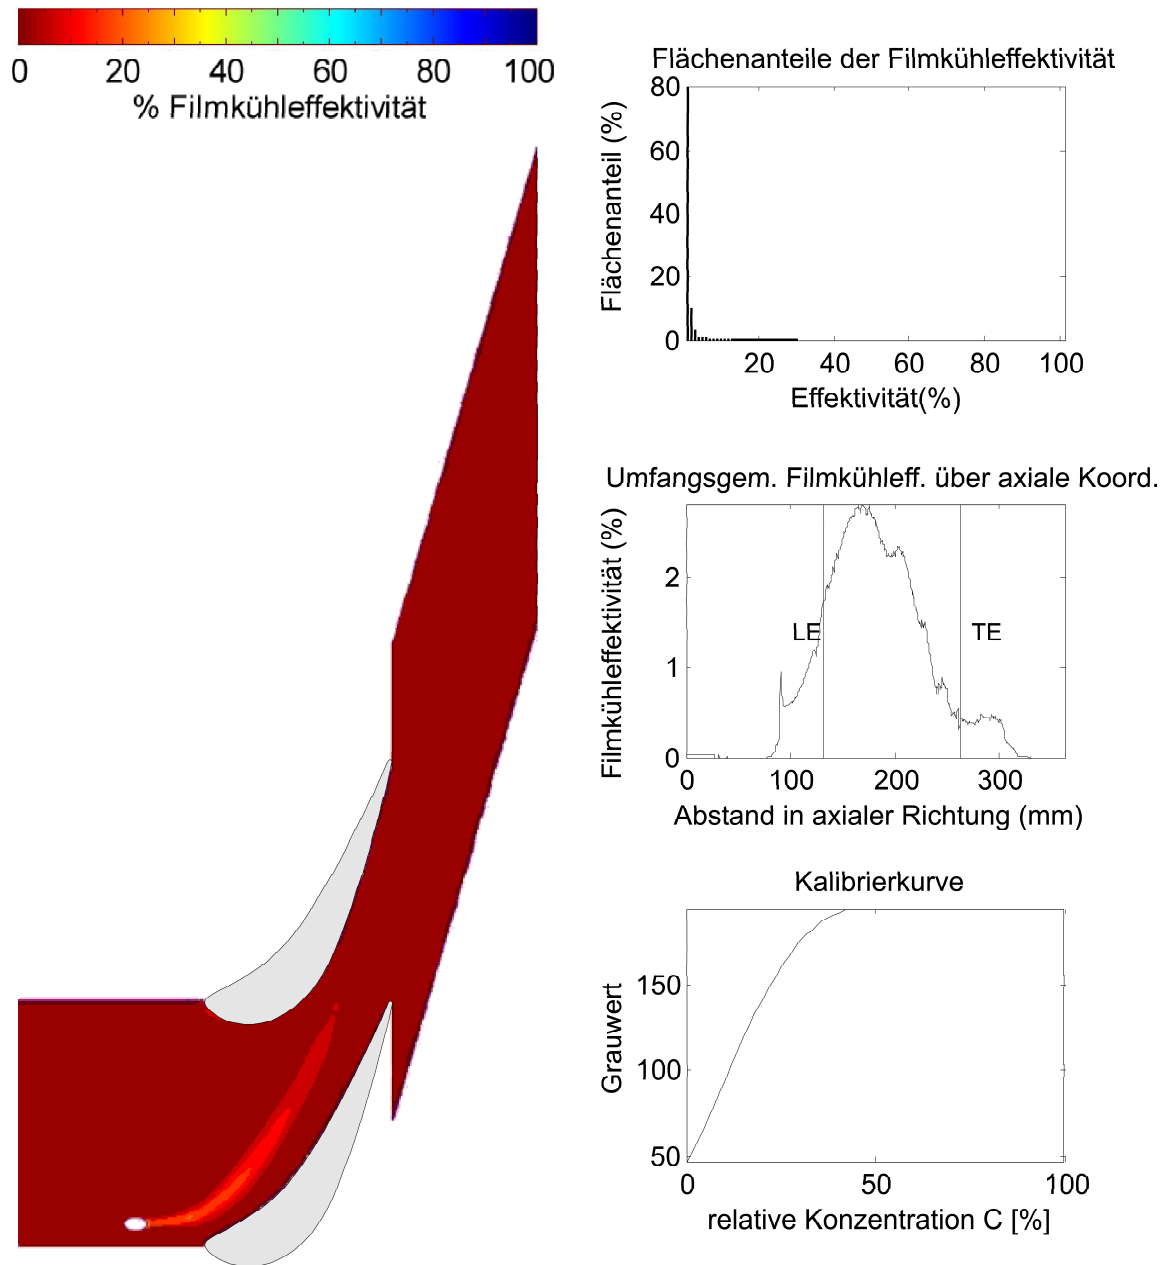 0 20 40 60 80 100
% Filmkühleffektivität
Flächenanteile der Filmkühleffektivität
80
60
40
20
0
Flächenanteil (%)
20 40 60 80 100
Effektivität(%)
Umfangsgem. Filmkühleff. über axiale Koord.
2
1
0
Filmkühleffektivität (%)
LE TE
0 100 200 300
Abstand in axialer Richtung (mm)
Kalibrierkurve
150
100
50
Grauwert
0 50 100
relative Konzentration C [%]